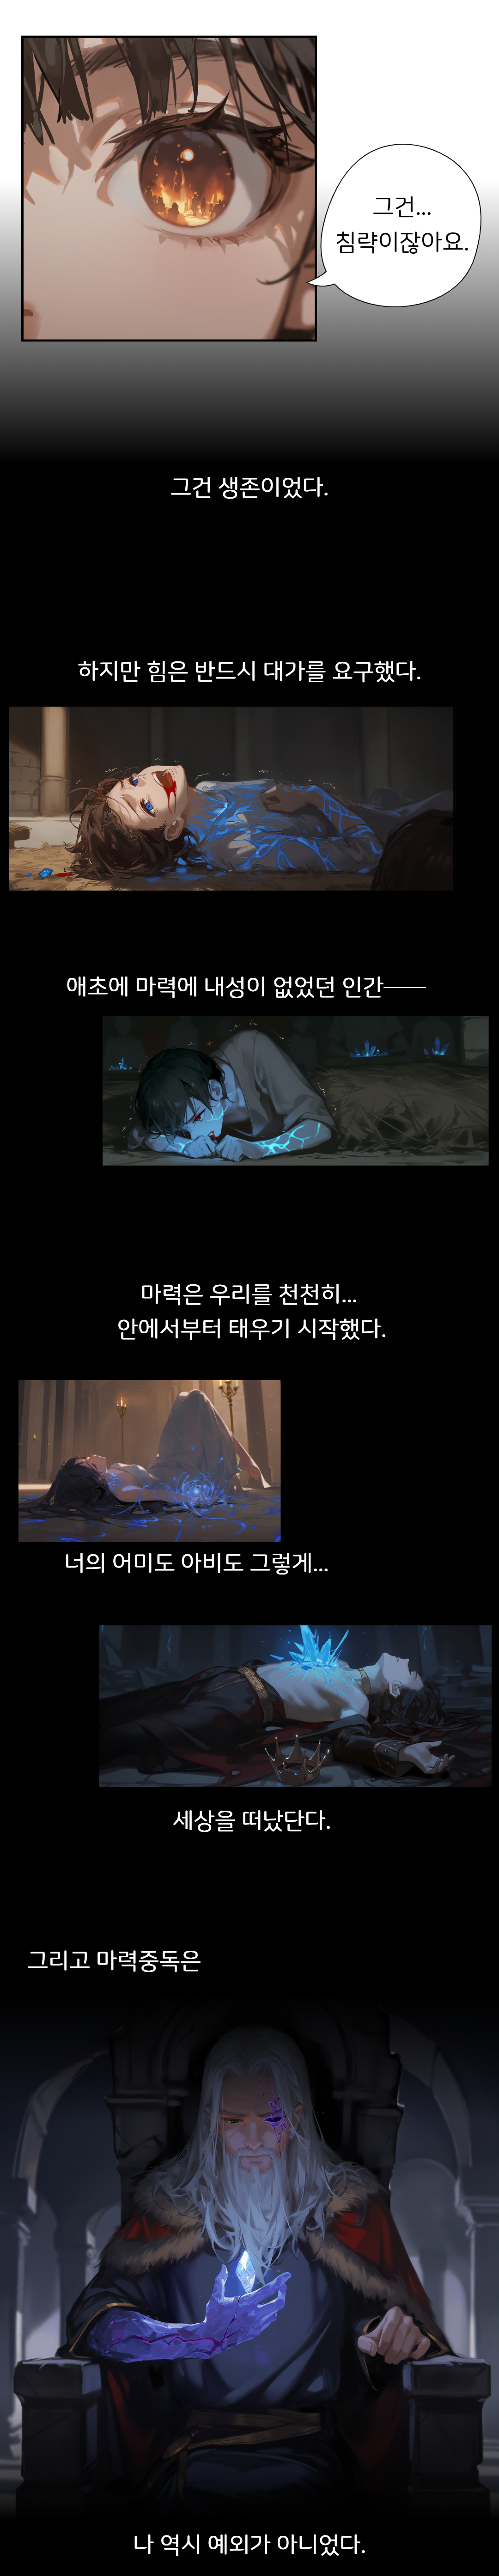 그건...
침략이잖아요.
그건 생존이었다.
하지만 힘은 반드시 대가를 요구했다.
애초에 마력에 내성이 없었던 인간——
마력은 우리를 천천히...
안에서부터 태우기 시작했다.
너의 어미도 아비도 그렇게...
세상을 떠났단다.
그리고 마력중독은
나 역시 예외가 아니었다.